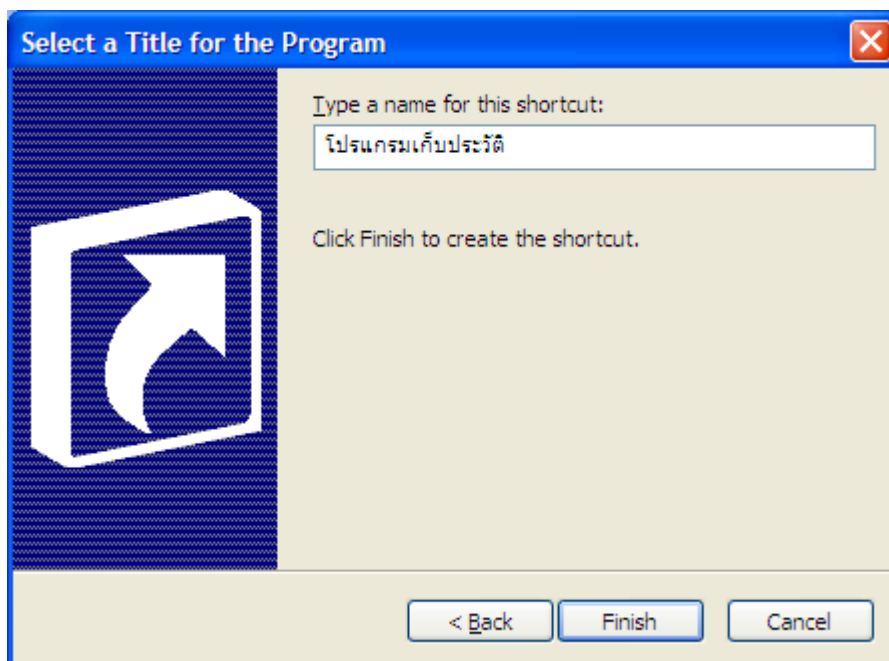 Select a Title for the Program
Type a name for this shortcut:
โปรแกรมเก็บประวัติ
Click Finish to create the shortcut.
< Back
Finish
Cancel